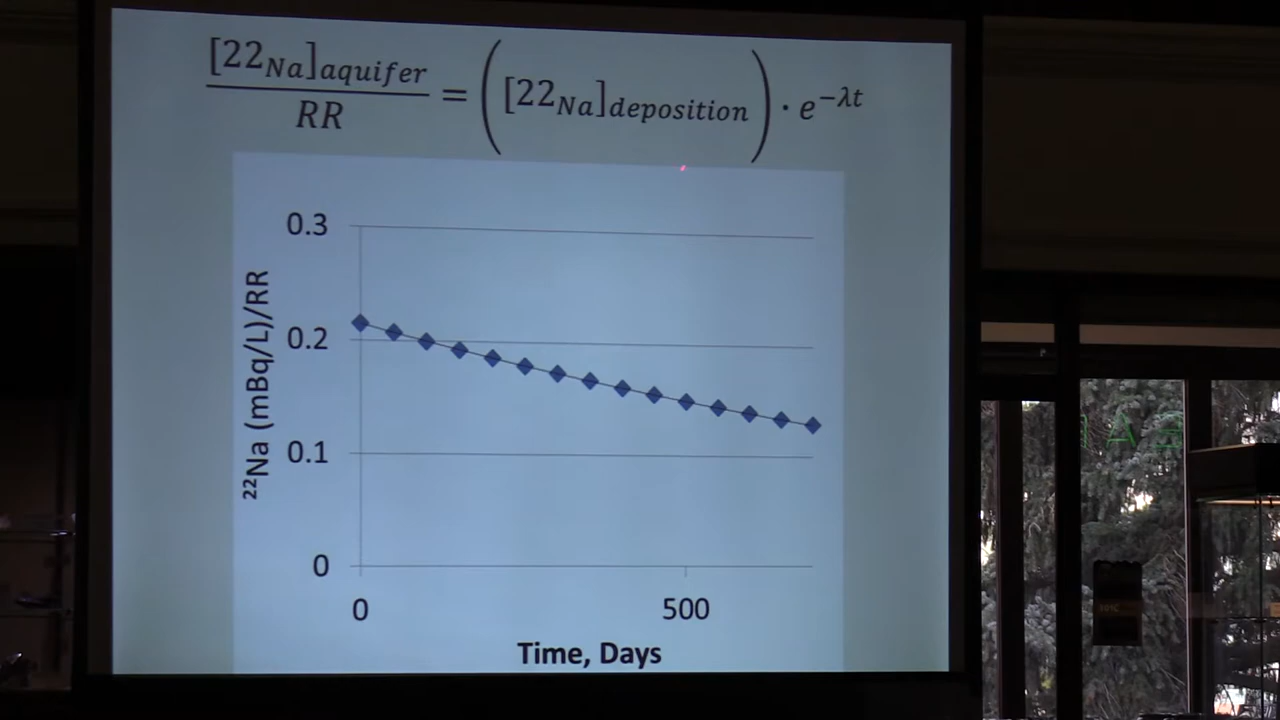 [22Na]aquifer
RR
= ([22Na]deposition) · e^−λt
0.3
0.2
0.1
0
²²Na (mBq/L)/RR
0
500
Time, Days